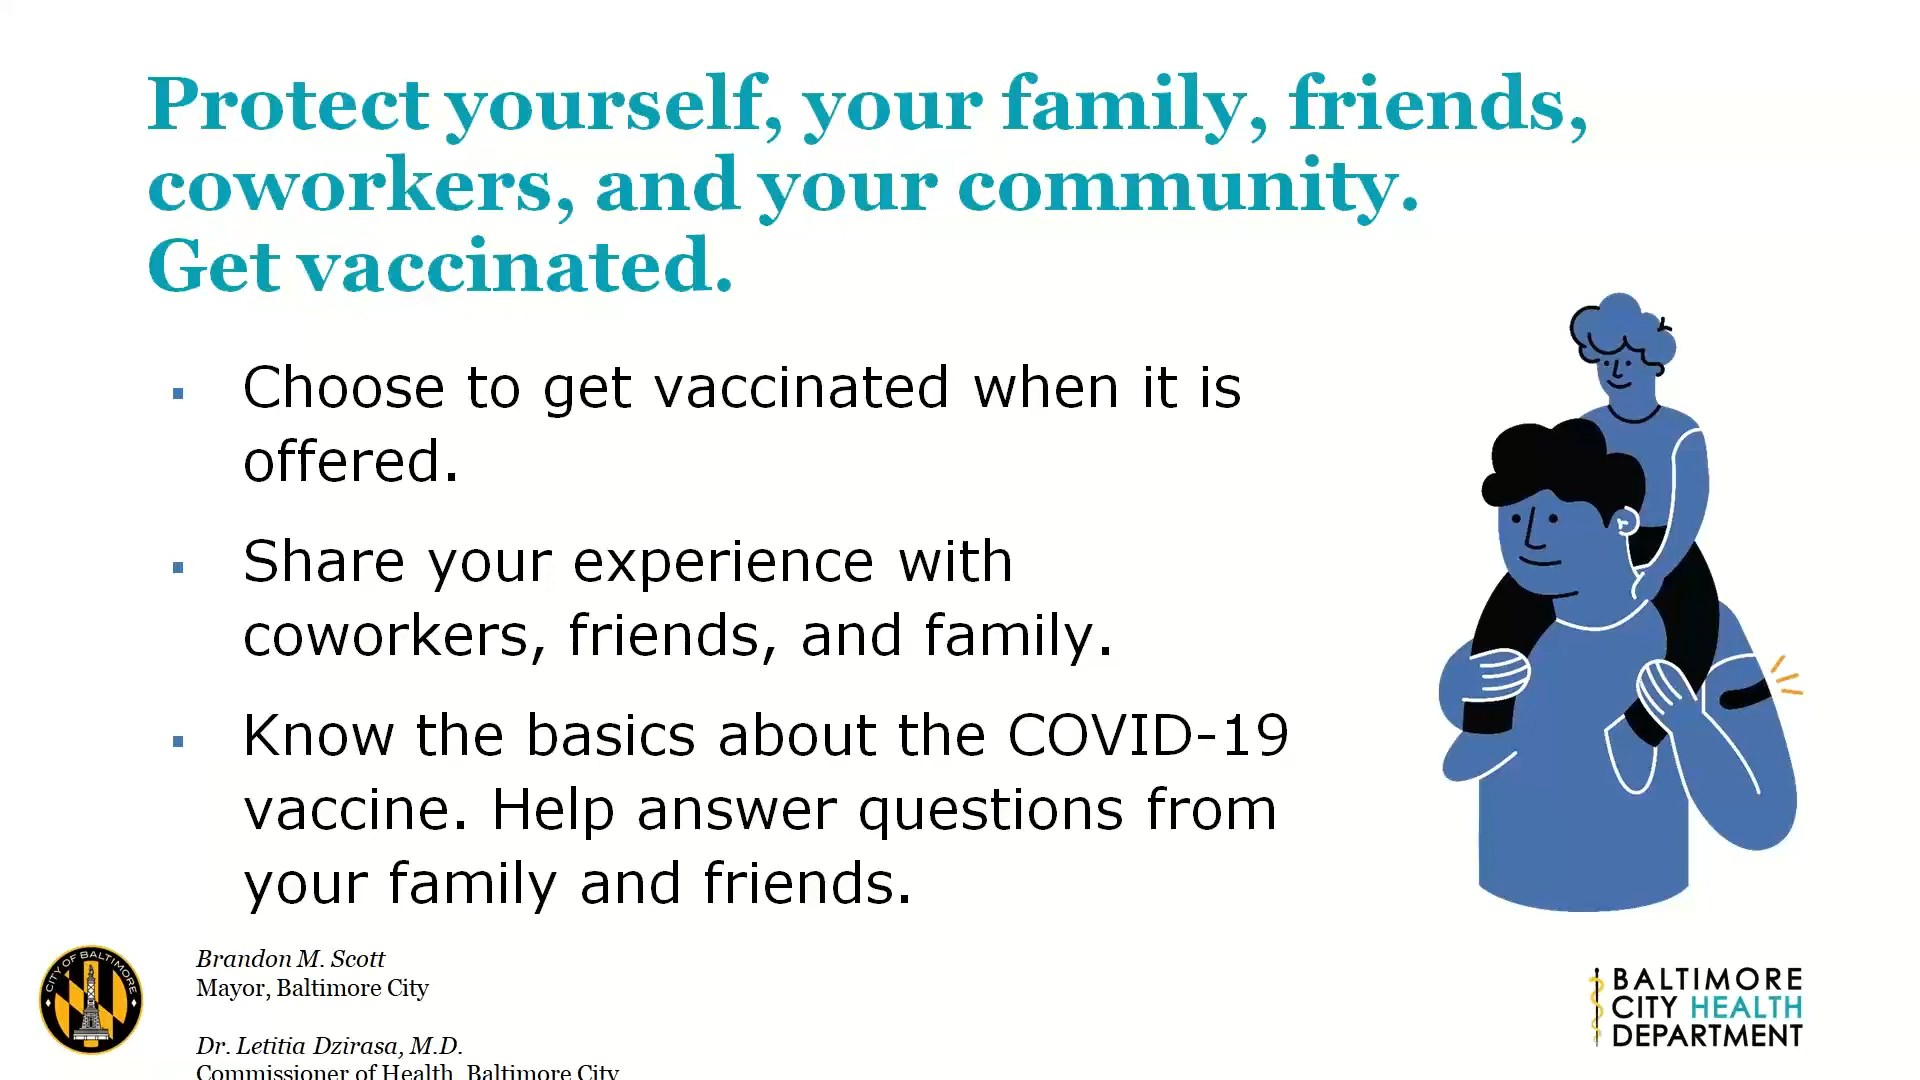 Protect yourself, your family, friends,
coworkers, and your community.
Get vaccinated.
▪ Choose to get vaccinated when it is
offered.
▪ Share your experience with
coworkers, friends, and family.
▪ Know the basics about the COVID-19
vaccine. Help answer questions from
your family and friends.
CITY OF BALTIMORE
Brandon M. Scott
Mayor, Baltimore City
Dr. Letitia Dzirasa, M.D.
Commissioner of Health, Baltimore City
BALTIMORE
CITY HEALTH
DEPARTMENT